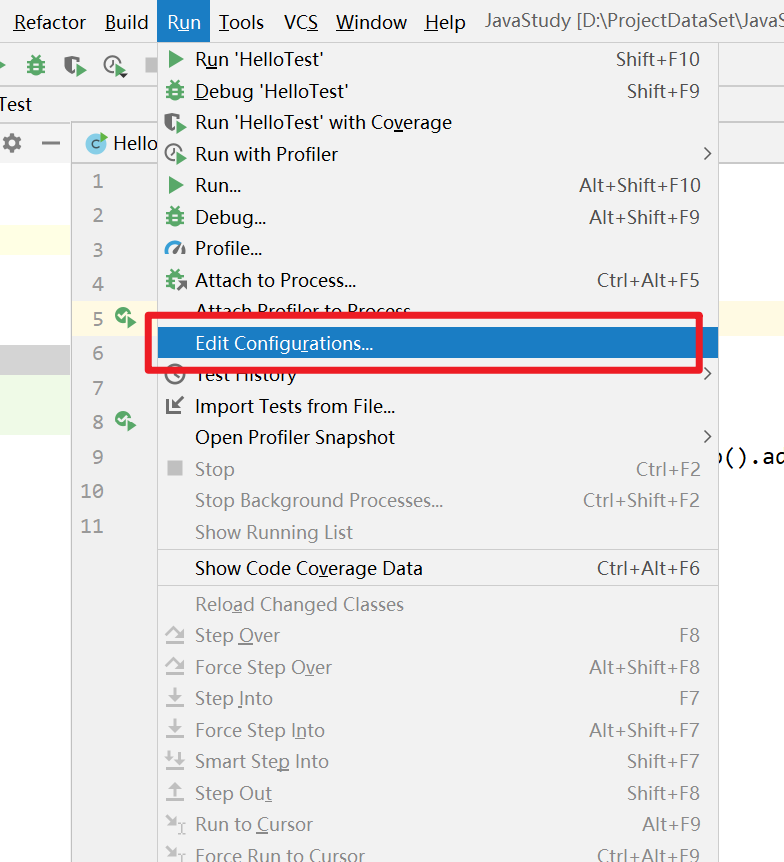 Refactor Build Run Tools VCS Window Help JavaStudy [D:\ProjectDataSet\JavaS
Test
Hello
Run 'HelloTest' Shift+F10
Debug 'HelloTest' Shift+F9
Run 'HelloTest' with Coverage
Run with Profiler
Run... Alt+Shift+F10
Debug... Alt+Shift+F9
Profile...
Attach to Process... Ctrl+Alt+F5
Attach Profiler to Process
Edit Configurations...
Test History
Import Tests from File...
Open Profiler Snapshot
Stop Ctrl+F2
Stop Background Processes... Ctrl+Shift+F2
Show Running List
Show Code Coverage Data Ctrl+Alt+F6
Reload Changed Classes
Step Over F8
Force Step Over Alt+Shift+F8
Step Into F7
Force Step Into Alt+Shift+F7
Smart Step Into Shift+F7
Step Out Shift+F8
Run to Cursor Alt+F9
Force Run to Cursor Ctrl+Alt+F9
1
2
3
4
5
6
7
8
9
10
11
().ad